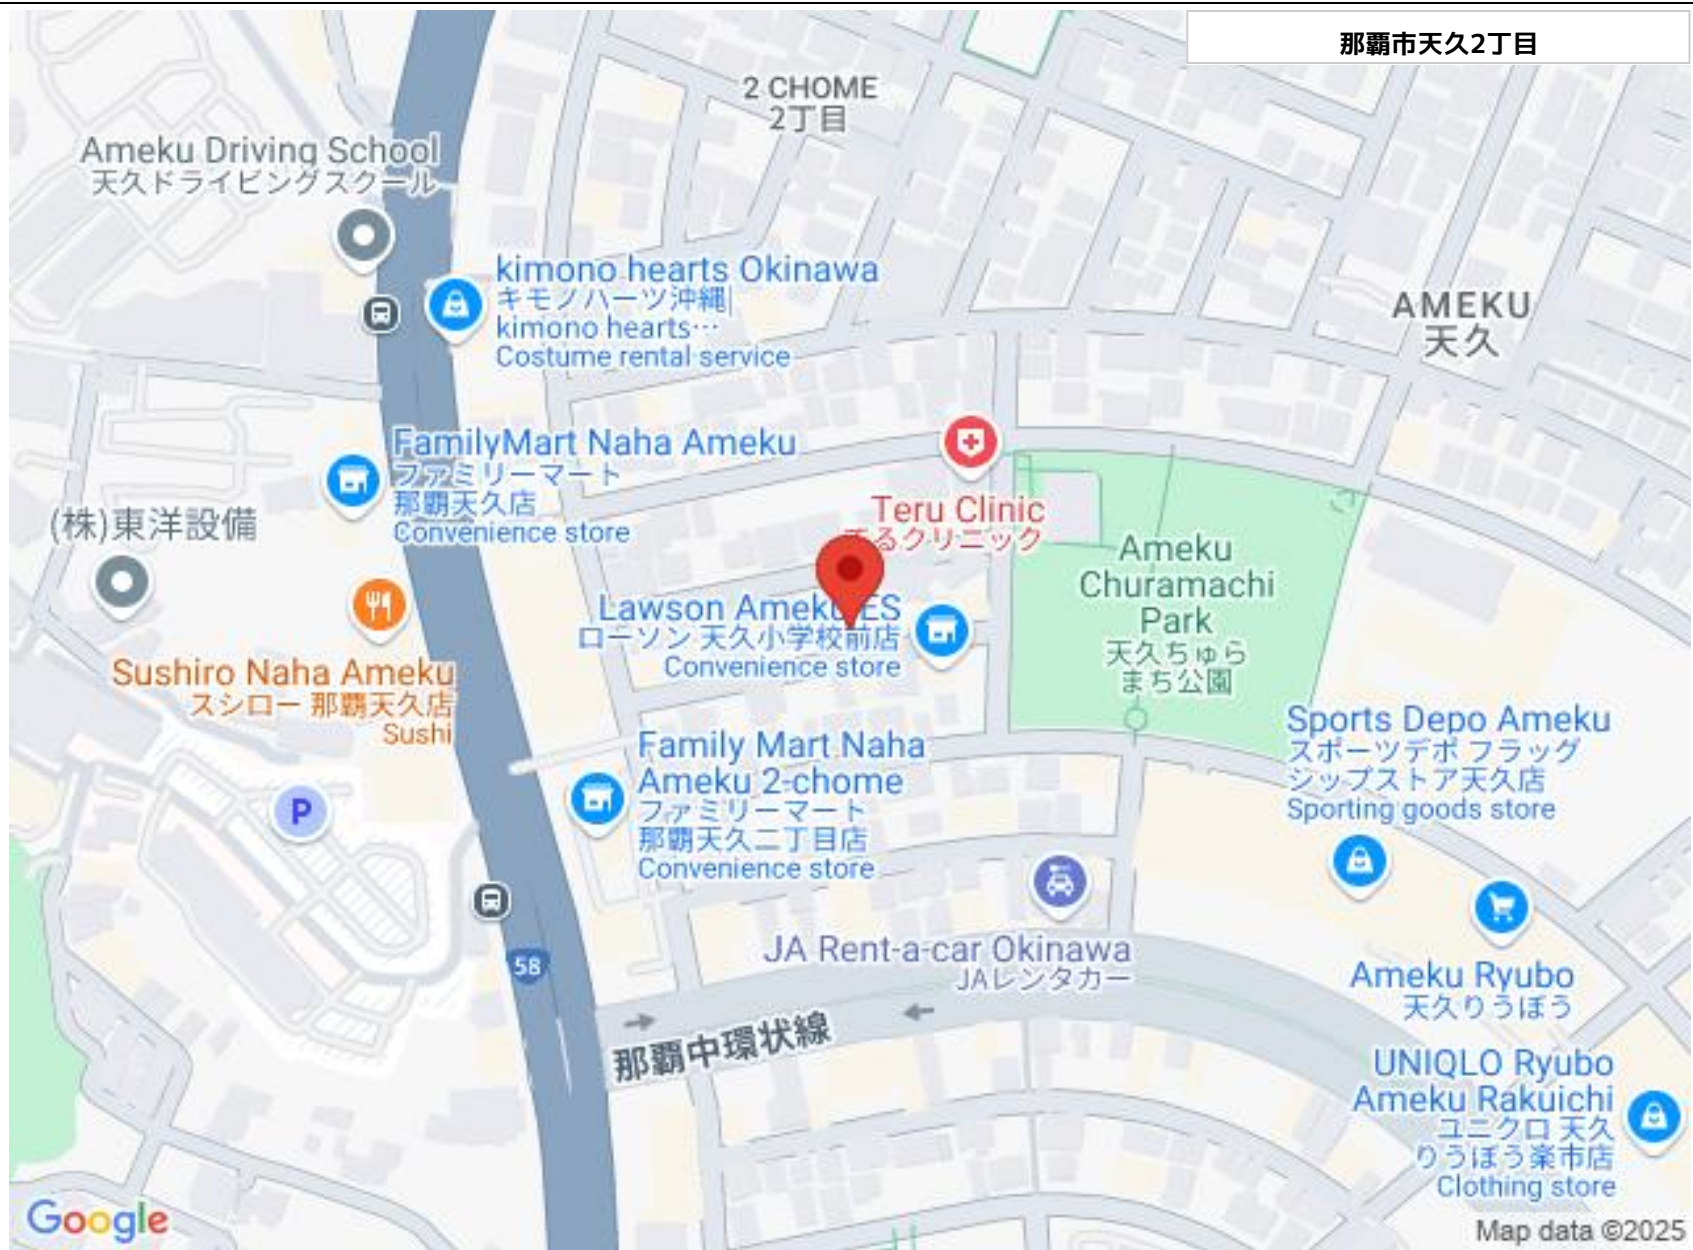 那覇市天久2丁目
2 CHOME
2丁目
Ameku Driving School
天久ドライビングスクール
kimono hearts Okinawa
キモノハーツ沖縄|
kimono hearts…
Costume rental service
AMEKU
天久
FamilyMart Naha Ameku
ファミリーマート
那覇天久店
Convenience store
(株)東洋設備
Teru Clinic
てるクリニック
Ameku
Churamachi
Park
天久ちゅら
まち公園
Lawson Ameku ES
ローソン 天久小学校前店
Convenience store
Sushiro Naha Ameku
スシロー 那覇天久店
Sushi
Family Mart Naha
Ameku 2-chome
ファミリーマート
那覇天久二丁目店
Convenience store
Sports Depo Ameku
スポーツデポ フラッグ
シップストア天久店
Sporting goods store
P
JA Rent-a-car Okinawa
JAレンタカー
58
Ameku Ryubo
天久りうぼう
那覇中環状線
UNIQLO Ryubo
Ameku Rakuichi
ユニクロ 天久
りうぼう楽市店
Clothing store
Google
Map data ©2025